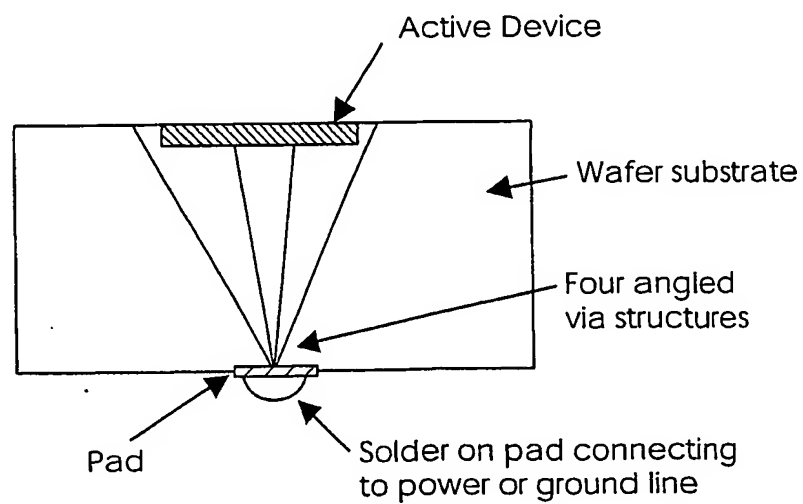 Active Device
Wafer substrate
Four angled
via structures
Pad
Solder on pad connecting
to power or ground line